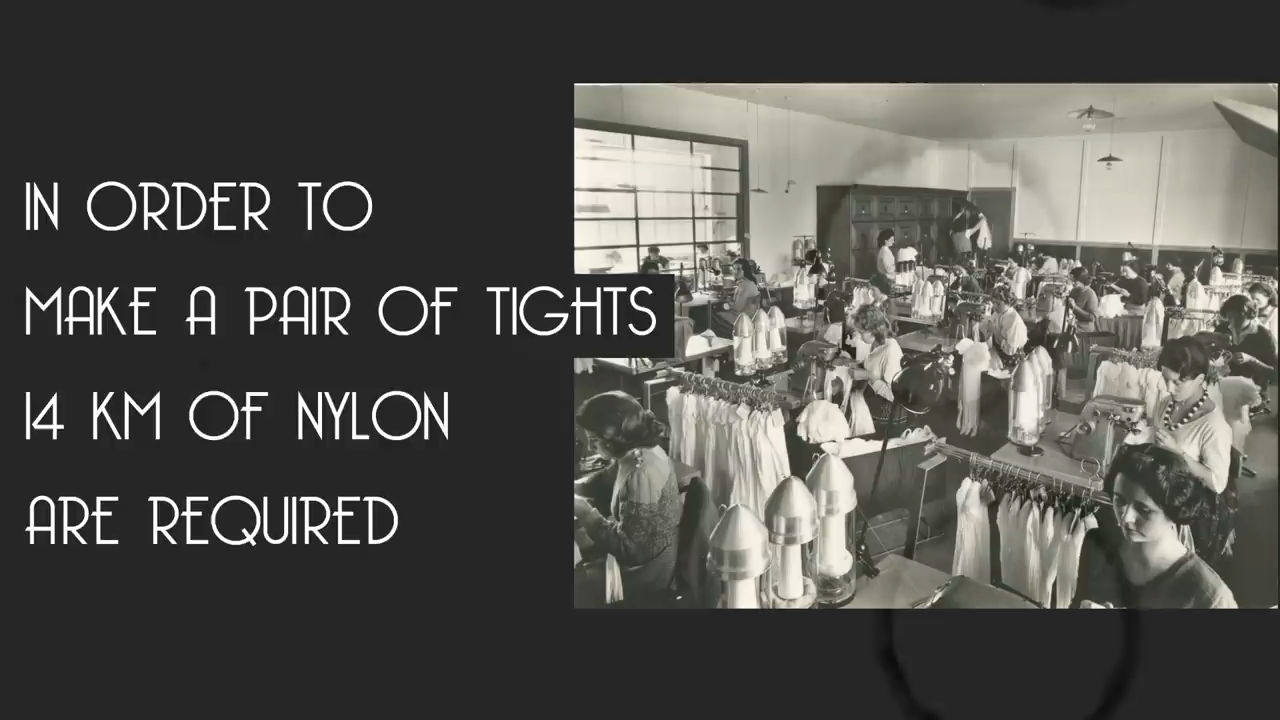 IN ORDER TO
MAKE A PAIR OF TIGHTS
14 KM OF NYLON
ARE REQUIRED